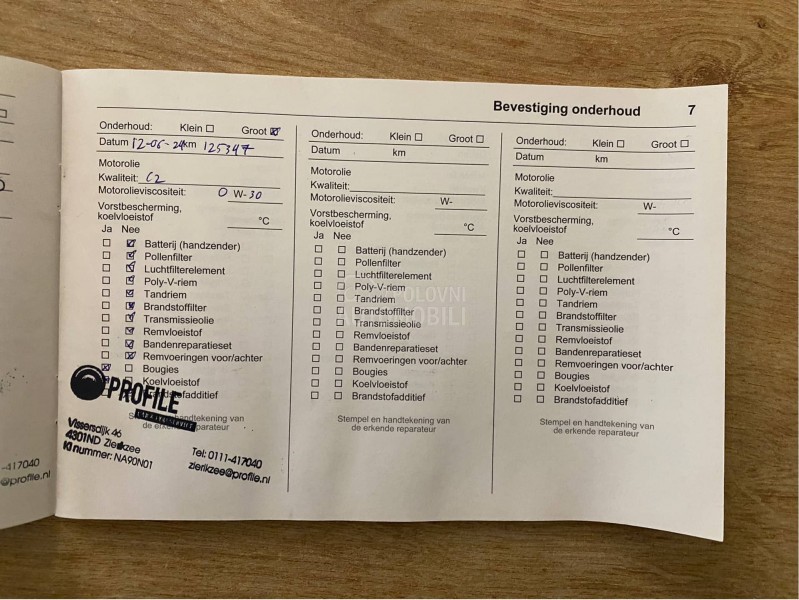 Bevestiging onderhoud 7
Onderhoud: Klein Groot
Datum 12-06-24 km 125347
Motorolie
Kwaliteit: C2
Motorolieviscositeit: 0 W-30
Vorstbescherming,
koelvloeistof °C
Ja Nee
Batterij (handzender)
Pollenfilter
Luchtfilterelement
Poly-V-riem
Tandriem
Brandstoffilter
Transmissieolie
Remvloeistof
Bandenreparatieset
Remvoeringen voor/achter
Bougies
Koelvloeistof
PROFILE
de erkende reparateur
Vissersdijk 46
4301ND Zierikzee
KI nummer: NA90N01
Tel: 0111-417040
zierikzee@profile.nl
Onderhoud: Klein Groot
Datum km
Motorolie
Kwaliteit:
Motorolieviscositeit: W-
Vorstbescherming,
koelvloeistof °C
Ja Nee
Batterij (handzender)
Pollenfilter
Luchtfilterelement
Poly-V-riem
Tandriem
Brandstoffilter
Transmissieolie
Remvloeistof
Bandenreparatieset
Remvoeringen voor/achter
Bougies
Koelvloeistof
Brandstofadditief
Stempel en handtekening van
de erkende reparateur
Onderhoud: Klein Groot
Datum km
Motorolie
Kwaliteit:
Motorolieviscositeit: W-
Vorstbescherming,
koelvloeistof °C
Ja Nee
Batterij (handzender)
Pollenfilter
Luchtfilterelement
Poly-V-riem
Tandriem
Brandstoffilter
Transmissieolie
Remvloeistof
Bandenreparatieset
Remvoeringen voor/achter
Bougies
Koelvloeistof
Brandstofadditief
Stempel en handtekening van
de erkende reparateur
-417040
@profile.nl